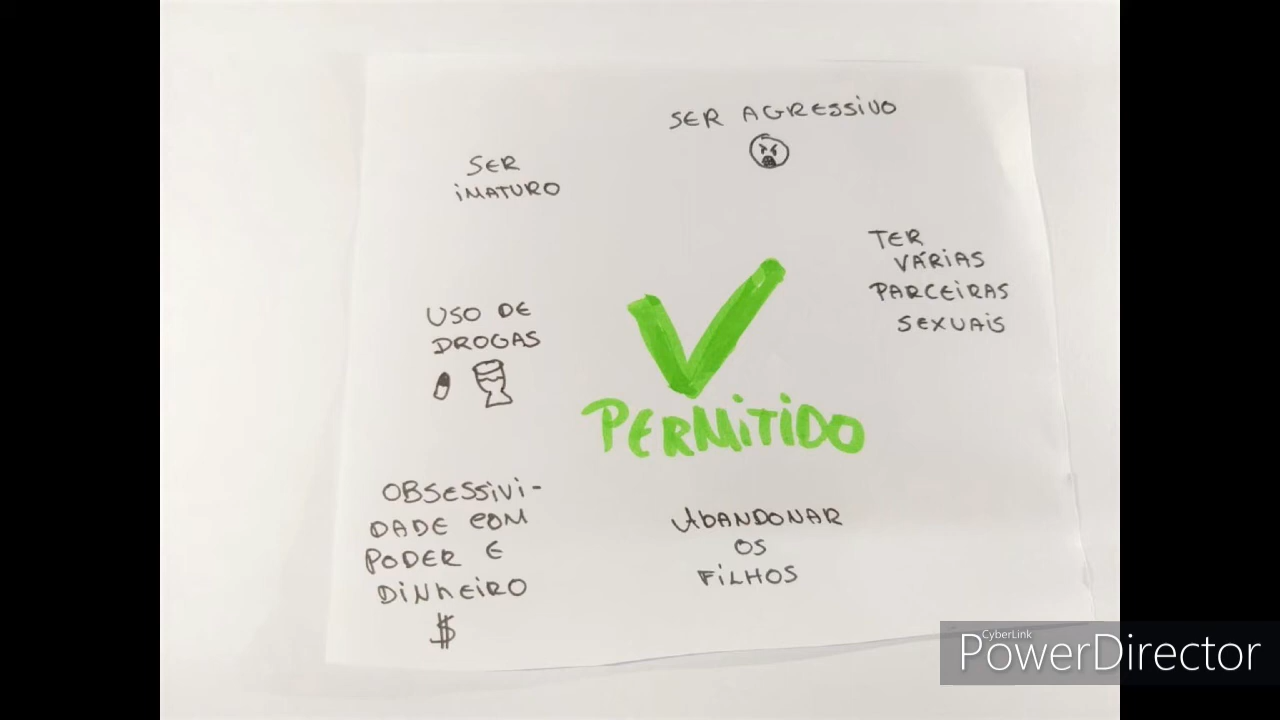 SER AGRESSIVO
SER
iMATURO
TER
VÁRiAS
PARCEiRAS
SEXUAiS
USO DE
DROGAS
PERMiTiDO
OBSESSiVi-
DADE COM
PODER E
DiNHEiRO
$
ABANDONAR
OS
FiLHOS
CyberLink
PowerDirector